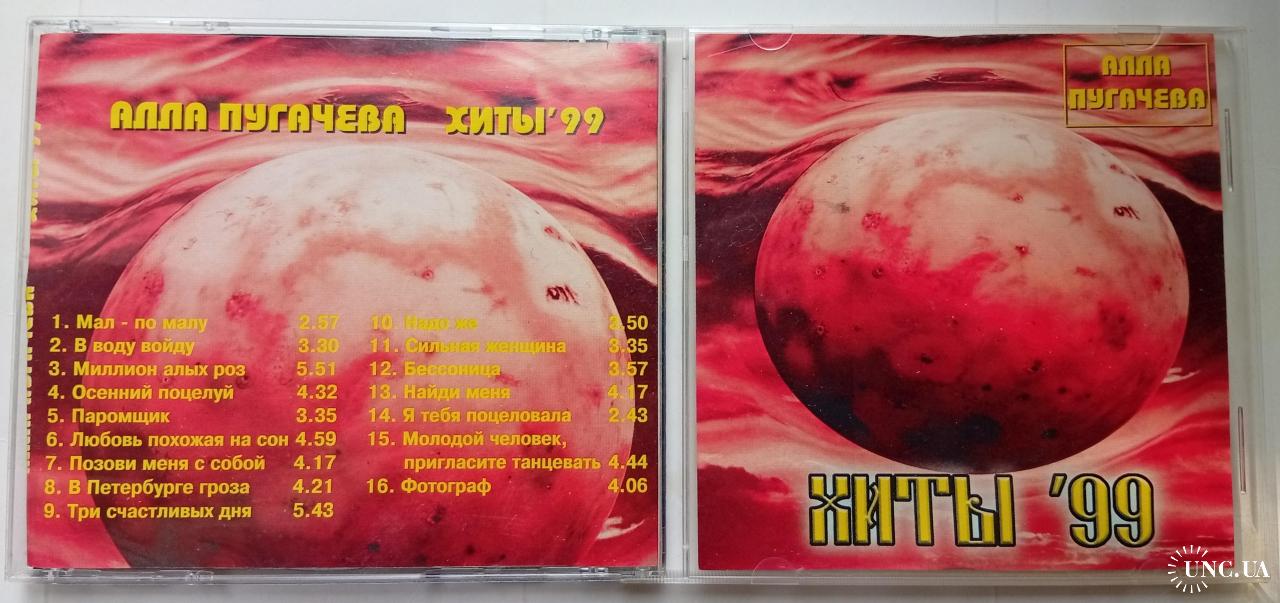 АЛЛА ПУГАЧЕВА ХИТЫ'99
1. Мал - по малу 2.57
2. В воду войду 3.30
3. Миллион алых роз 5.51
4. Осенний поцелуй 4.32
5. Паромщик 3.35
6. Любовь похожая на сон 4.59
7. Позови меня с собой 4.17
8. В Петербурге гроза 4.21
9. Три счастливых дня 5.43
10. Надо же 2.50
11. Сильная женщина 3.35
12. Бессоница 3.57
13. Найди меня 4.17
14. Я тебя поцеловала 2.43
15. Молодой человек,
пригласите танцевать 4.44
16. Фотограф 4.06
АЛЛА
ПУГАЧЕВА
ХИТЫ '99
UNC.UA